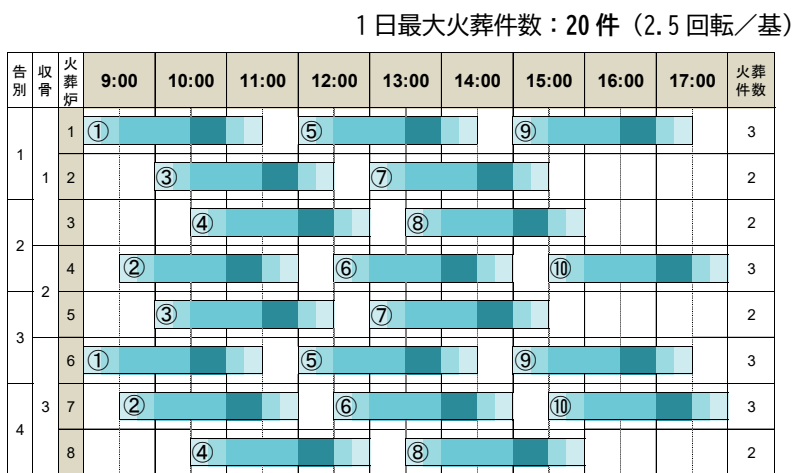 1日最大火葬件数：20件（2.5回転／基）
告別 収骨 火葬炉 9:00 10:00 11:00 12:00 13:00 14:00 15:00 16:00 17:00 火葬件数
1 1 1 ① ⑤ ⑨ 3
2 ③ ⑦ 2
2 3 ④ ⑧ 2
2 4 ② ⑥ ⑩ 3
3 5 ③ ⑦ 2
3 6 ① ⑤ ⑨ 3
4 7 ② ⑥ ⑩ 3
8 ④ ⑧ 2